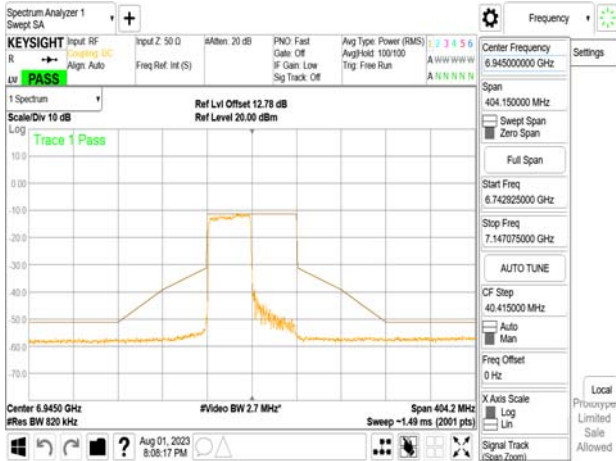 Spectrum Analyzer 1
Swept SA
+
Frequency
KEYSIGHT
Input: RF
Coupling: DC
Align: Auto
R
LVI PASS
Input Z: 50 Ω
Freq Ref: Int (S)
#Atten: 20 dB
PNO: Fast
Gate: Off
IF Gain: Low
Sig Track: Off
Avg Type: Power (RMS)
Avg|Hold: 100/100
Trig: Free Run
1 2 3 4 5 6
A W W W W W
A N N N N N
Center Frequency
6.945000000 GHz
Settings
Span
404.150000 MHz
Swept Span
Zero Span
Full Span
Start Freq
6.742925000 GHz
Stop Freq
7.147075000 GHz
AUTO TUNE
CF Step
40.415000 MHz
Auto
Man
Freq Offset
0 Hz
X Axis Scale
Log
Lin
Signal Track
(Span Zoom)
Local
Prototype
Limited
Sale
Allowed
1 Spectrum
Scale/Div 10 dB
Ref Lvl Offset 12.78 dB
Ref Level 20.00 dBm
Log
Trace 1 Pass
10.0
0.00
-10.0
-20.0
-30.0
-40.0
-50.0
-60.0
-70.0
Center 6.9450 GHz
#Res BW 820 kHz
#Video BW 2.7 MHz*
Span 404.2 MHz
Sweep ~1.49 ms (2001 pts)
?
Aug 01, 2023
8:08:17 PM